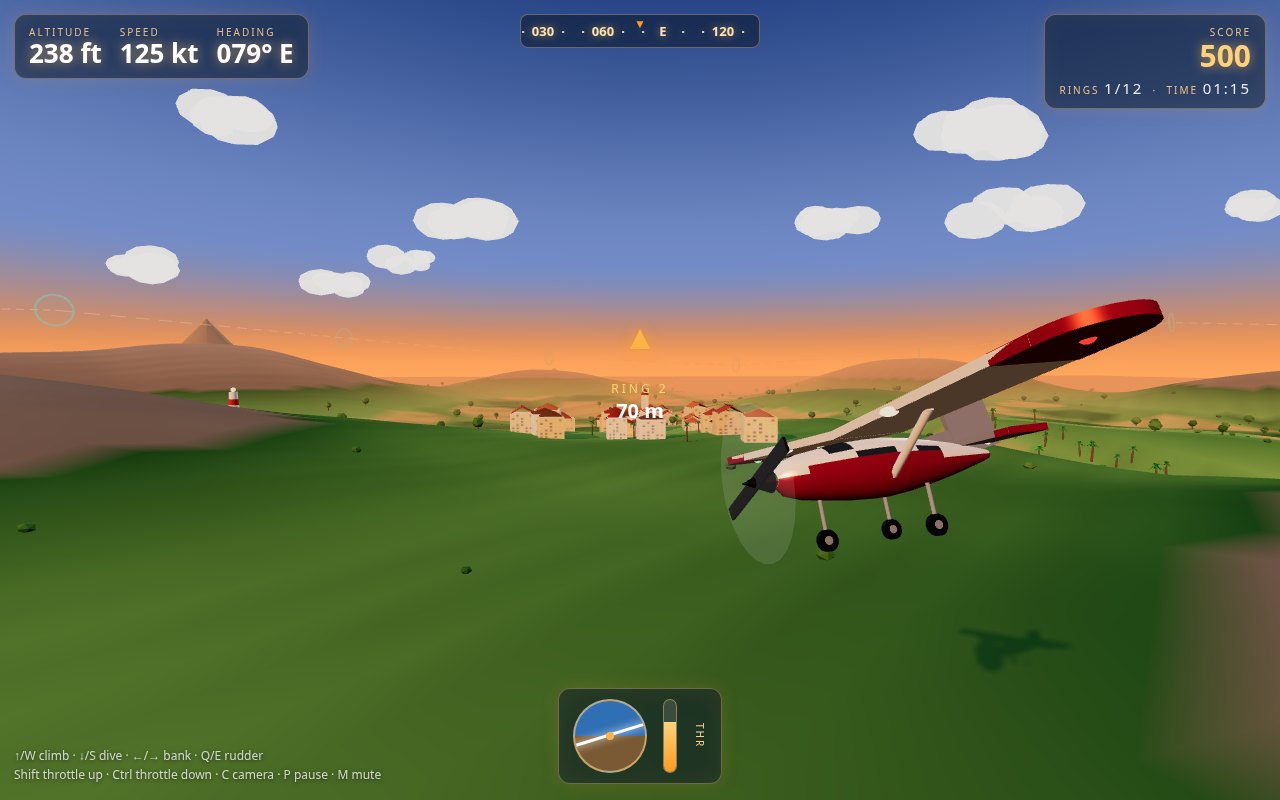 ALTITUDE SPEED HEADING
238 ft 125 kt 079° E
· 030 · · 060 · · E · · 120 ·
SCORE
500
RINGS 1/12 · TIME 01:15
RING 2
70 m
THR
↑/W climb · ↓/S dive · ←/→ bank · Q/E rudder
Shift throttle up · Ctrl throttle down · C camera · P pause · M mute